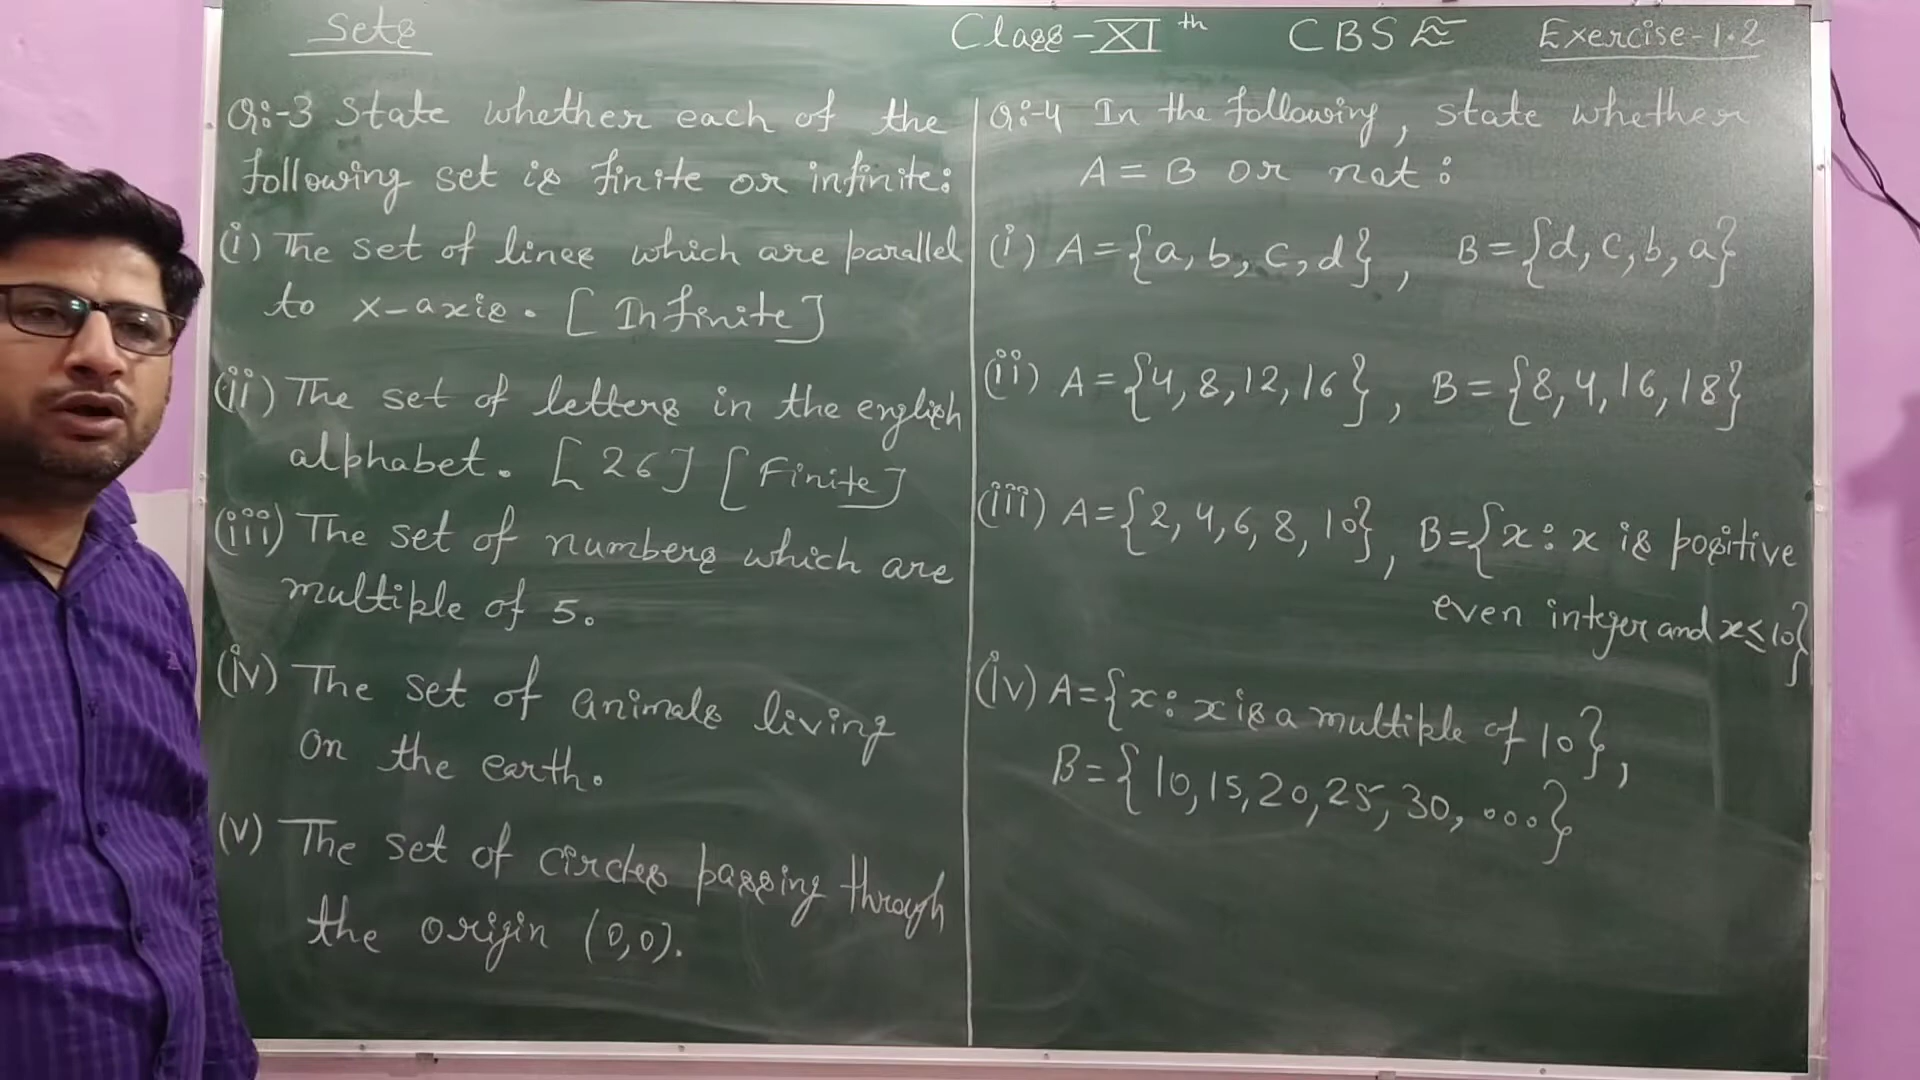 Sets
Class-XIth CBSE Exercise-1.2
Q:-3 State whether each of the
following set is finite or infinite:
(i) The set of lines which are parallel
to x-axis. [Infinite]
(ii) The set of letters in the english
alphabet. [26] [Finite]
(iii) The set of numbers which are
multiple of 5.
(iv) The set of animals living
on the earth.
(v) The set of circles passing through
the origin (0,0).
Q:-4 In the following, state whether
A = B or not:
(i) A = {a, b, c, d}, B = {d, c, b, a}
(ii) A = {4, 8, 12, 16}, B = {8, 4, 16, 18}
(iii) A = {2, 4, 6, 8, 10}, B = {x : x is positive
even integer and x ≤ 10}
(iv) A = {x : x is a multiple of 10},
B = {10, 15, 20, 25, 30, ...}